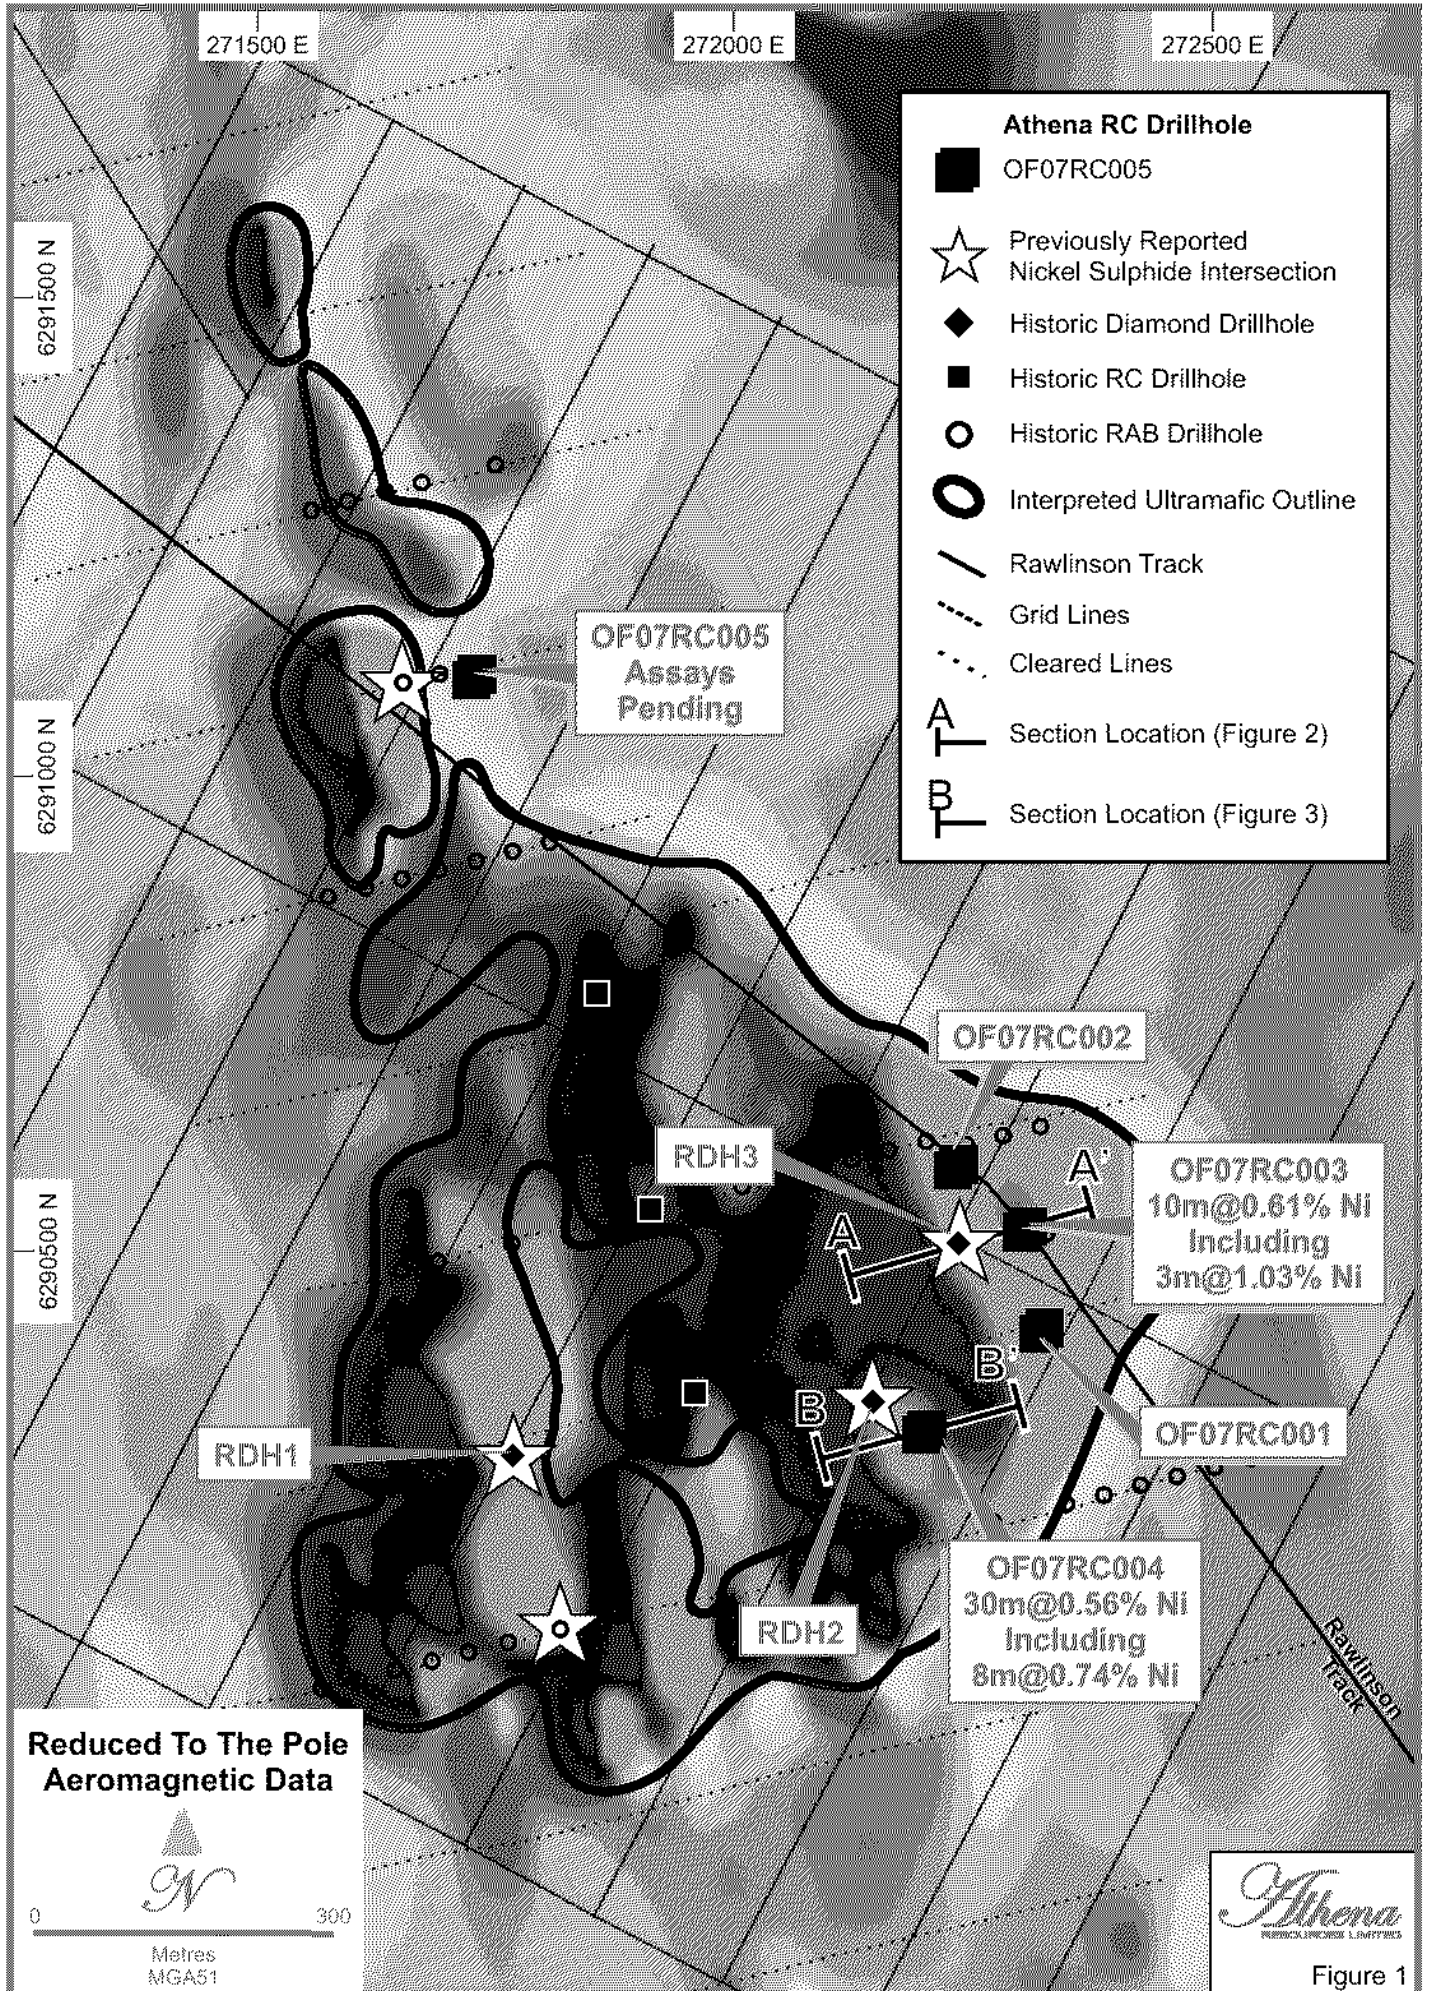 271500 E
272000 E
272500 E
6291500 N
6291000 N
6290500 N
Athena RC Drillhole
OF07RC005
Previously Reported
Nickel Sulphide Intersection
Historic Diamond Drillhole
Historic RC Drillhole
Historic RAB Drillhole
Interpreted Ultramafic Outline
Rawlinson Track
Grid Lines
Cleared Lines
A
Section Location (Figure 2)
B
Section Location (Figure 3)
OF07RC005
Assays
Pending
OF07RC002
RDH3
A'
A
OF07RC003
10m@0.61% Ni
Including
3m@1.03% Ni
B'
B
OF07RC001
RDH1
OF07RC004
30m@0.56% Ni
Including
8m@0.74% Ni
RDH2
Rawlinson
Track
Reduced To The Pole
Aeromagnetic Data
N
0
300
Metres
MGA51
Athena
RESOURCES LIMITED
Figure 1